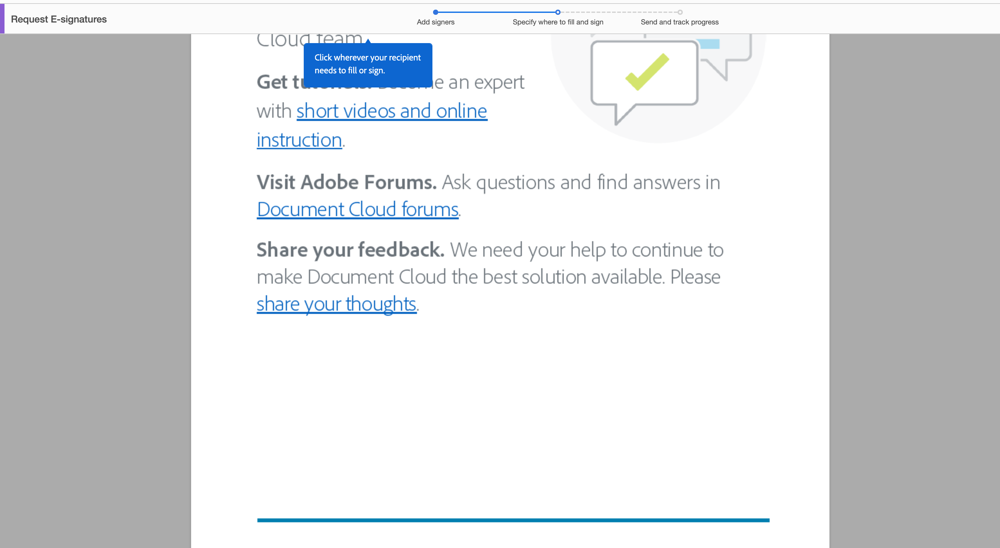 Request E-signatures
Add signers
Specify where to fill and sign
Send and track progress
Cloud team
Click wherever your recipient
needs to fill or sign.
Get an expert
with short videos and online
instruction.
Visit Adobe Forums. Ask questions and find answers in
Document Cloud forums.
Share your feedback. We need your help to continue to
make Document Cloud the best solution available. Please
share your thoughts.